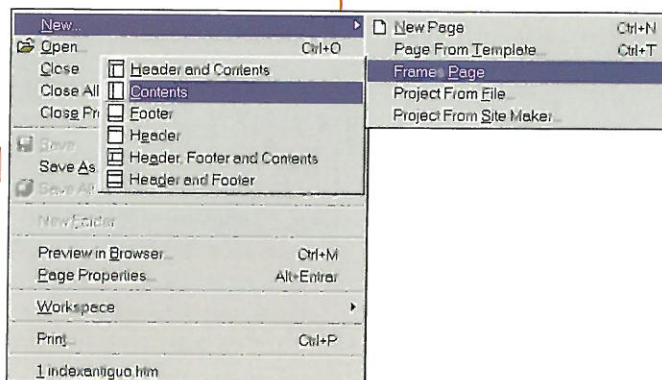 New...
Open... Ctrl+O
Close
Close All
Close Pr
Save
Save As
Save All
New Folder
Preview in Browser... Ctrl+M
Page Properties... Alt+Entrar
Workspace
Print... Ctrl+P
1 indexantiguo.htm
New Page Ctrl+N
Page From Template... Ctrl+T
Frames Page
Project From File...
Project From Site Maker...
Header and Contents
Contents
Footer
Header
Header, Footer and Contents
Header and Footer